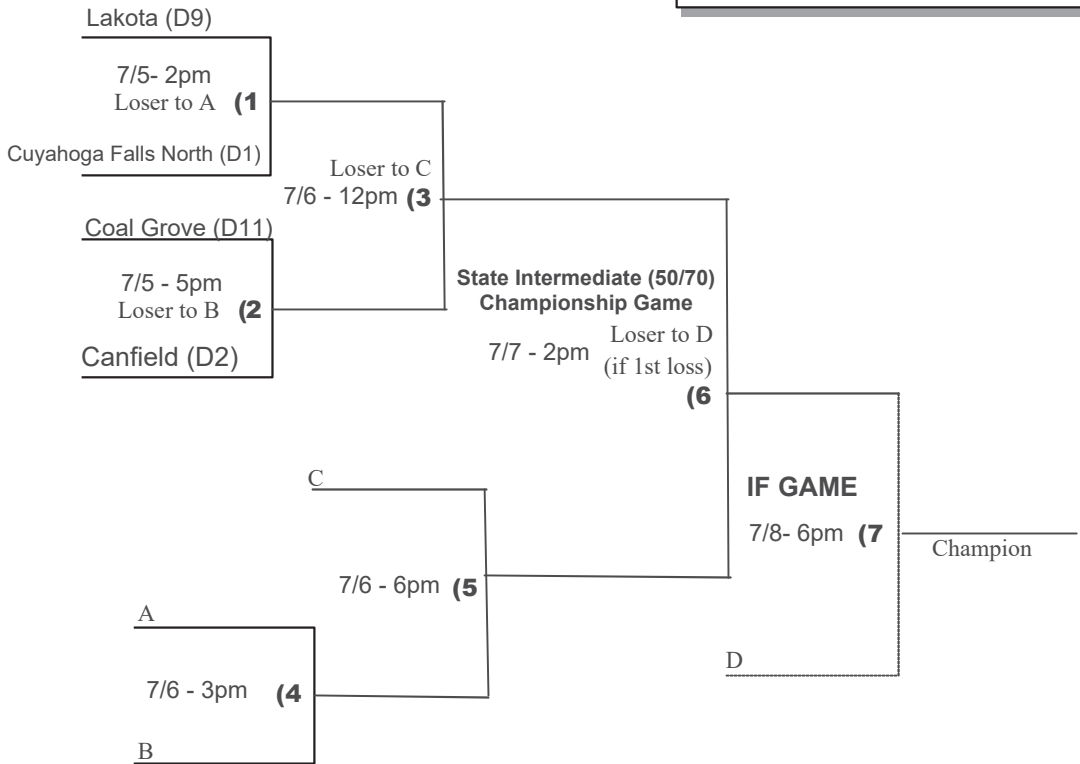 Lakota (D9)
7/5- 2pm
Loser to A (1
Cuyahoga Falls North (D1)
Loser to C
7/6 - 12pm (3
Coal Grove (D11)
7/5 - 5pm
Loser to B (2
Canfield (D2)
State Intermediate (50/70)
Championship Game
Loser to D
7/7 - 2pm
(if 1st loss)
(6
C
IF GAME
7/8- 6pm (7
Champion
7/6 - 6pm (5
A
7/6 - 3pm (4
B
D